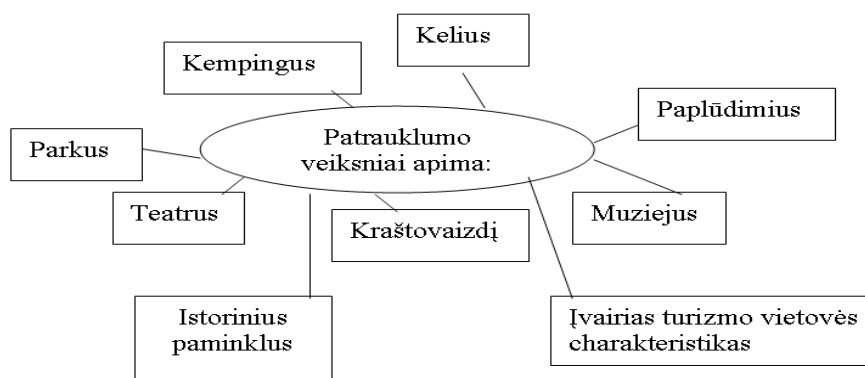 Kelius
Kempingus
Paplūdimius
Patrauklumo
veiksniai apima:
Parkus
Teatrus
Kraštovaizdį
Muziejus
Istorinius
paminklus
Įvairias turizmo vietovės
charakteristikas